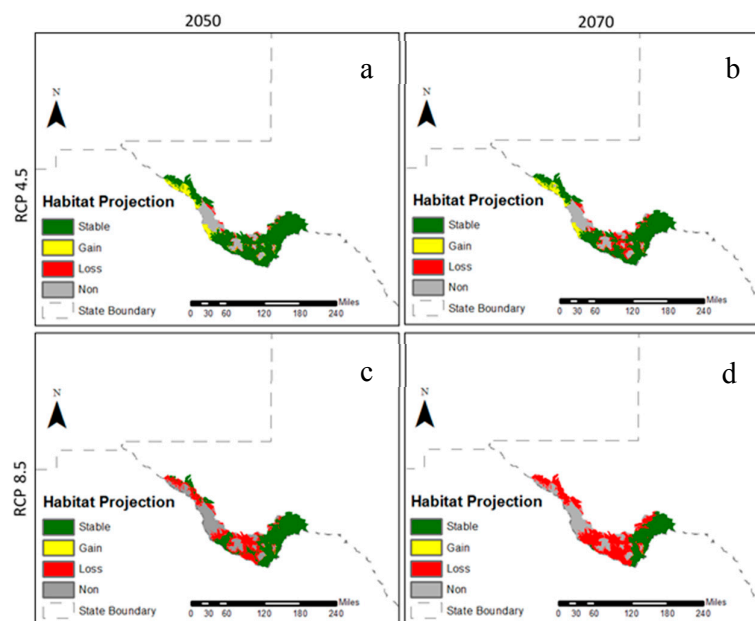 2050
2070
RCP 4.5
a
N
Habitat Projection
Stable
Gain
Loss
Non
State Boundary
Miles
0 30 60 120 180 240
b
N
Habitat Projection
Stable
Gain
Loss
Non
State Boundary
Miles
0 30 60 120 180 240
RCP 8.5
c
N
Habitat Projection
Stable
Gain
Loss
Non
State Boundary
Miles
0 30 60 120 180 240
d
N
Habitat Projection
Stable
Gain
Loss
Non
State Boundary
Miles
0 30 60 120 180 240